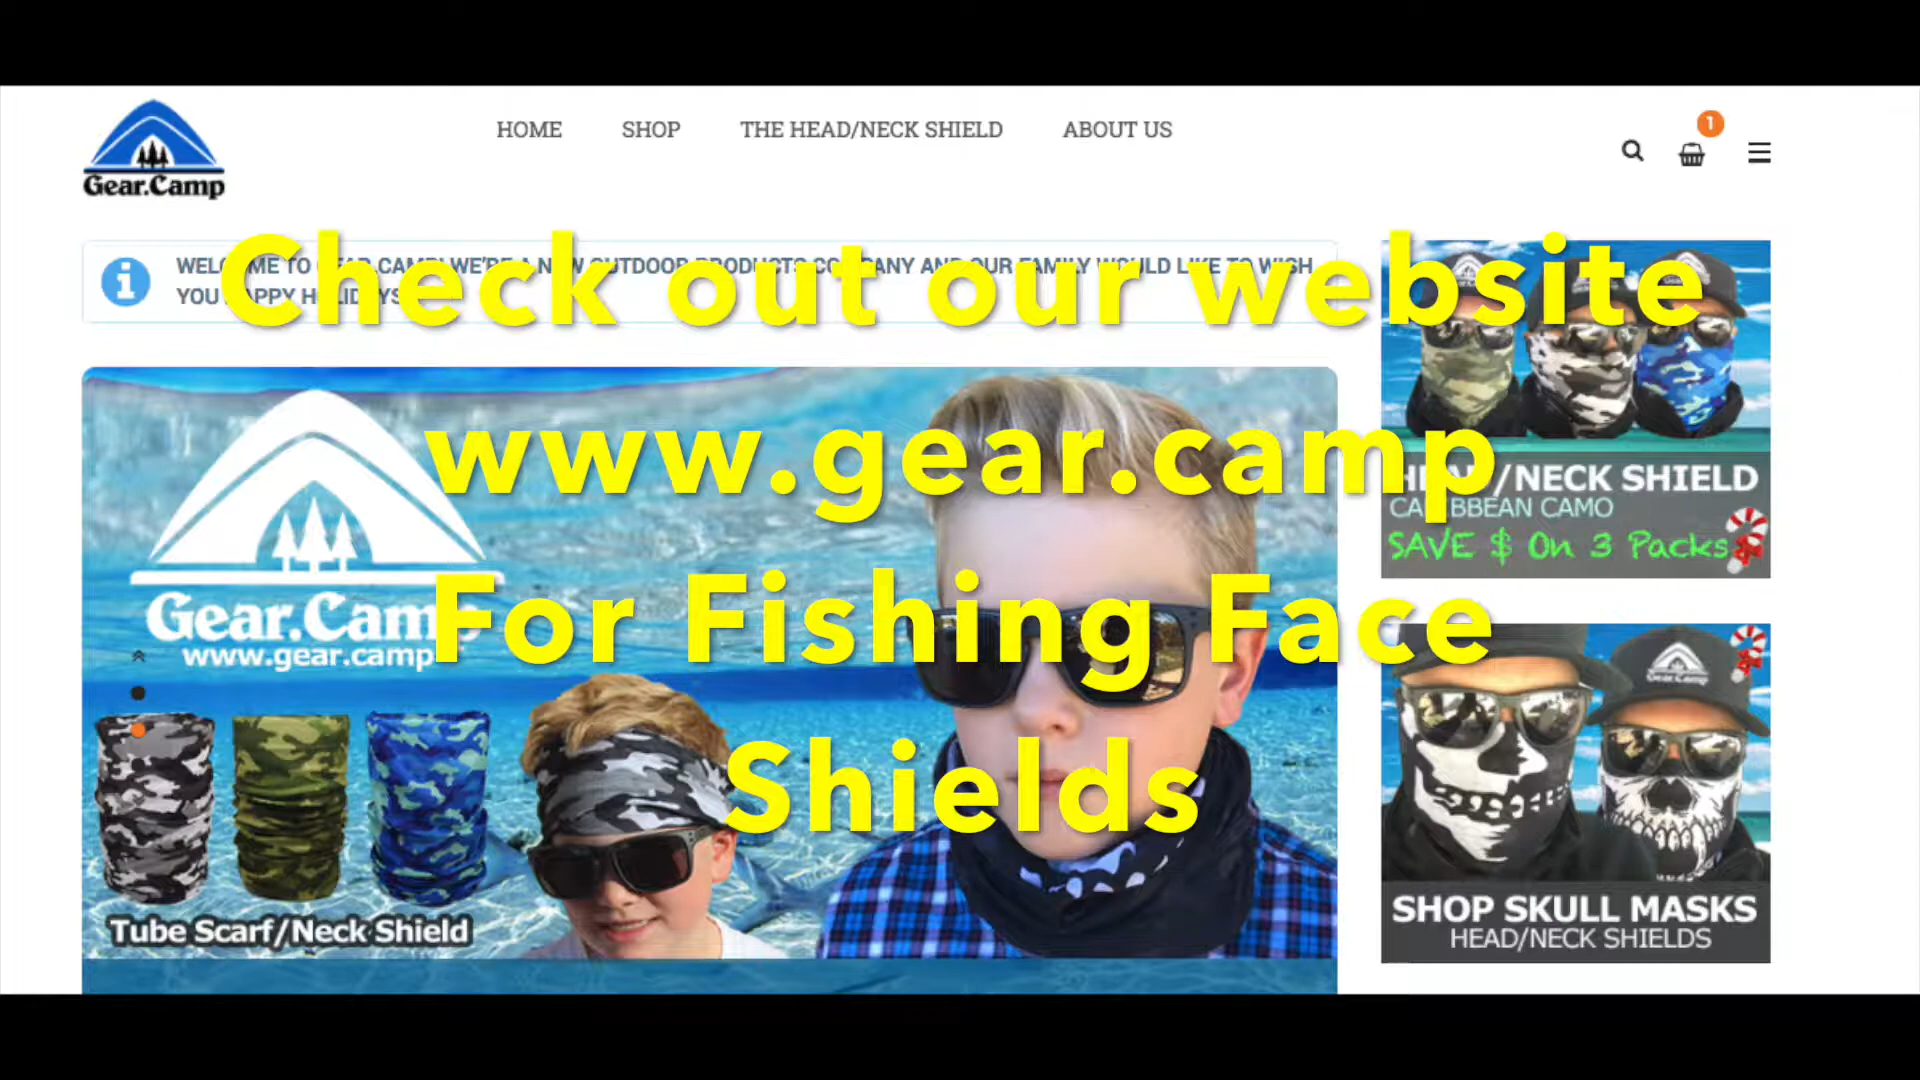 HOME SHOP THE HEAD/NECK SHIELD ABOUT US
1
Gear.Camp
Check out our website
www.gear.camp
For Fishing Face
Shields
HEAD/NECK SHIELD
SAVE $ On 3 Packs
Gear.Camp
www.gear.camp
Tube Scarf/Neck Shield
SHOP SKULL MASKS
HEAD/NECK SHIELDS